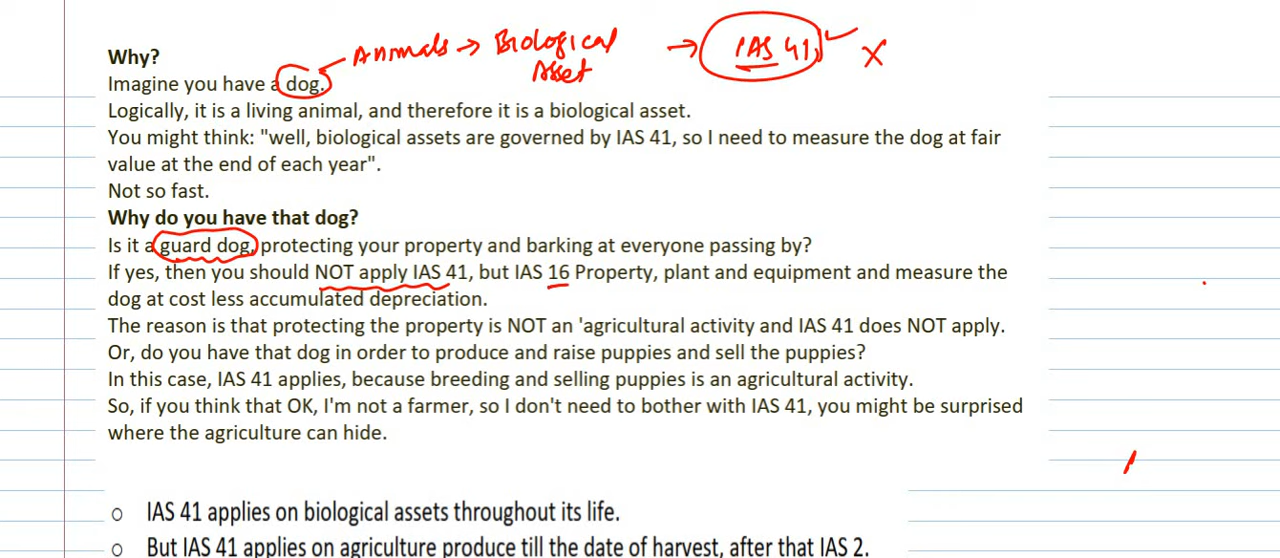 Animals → Biological Asset → IAS 41 ✓ X
Why?
Imagine you have a dog.
Logically, it is a living animal, and therefore it is a biological asset.
You might think: "well, biological assets are governed by IAS 41, so I need to measure the dog at fair
value at the end of each year".
Not so fast.
Why do you have that dog?
Is it a guard dog, protecting your property and barking at everyone passing by?
If yes, then you should NOT apply IAS 41, but IAS 16 Property, plant and equipment and measure the
dog at cost less accumulated depreciation.
The reason is that protecting the property is NOT an 'agricultural activity and IAS 41 does NOT apply.
Or, do you have that dog in order to produce and raise puppies and sell the puppies?
In this case, IAS 41 applies, because breeding and selling puppies is an agricultural activity.
So, if you think that OK, I'm not a farmer, so I don't need to bother with IAS 41, you might be surprised
where the agriculture can hide.
o IAS 41 applies on biological assets throughout its life.
o But IAS 41 applies on agriculture produce till the date of harvest, after that IAS 2.